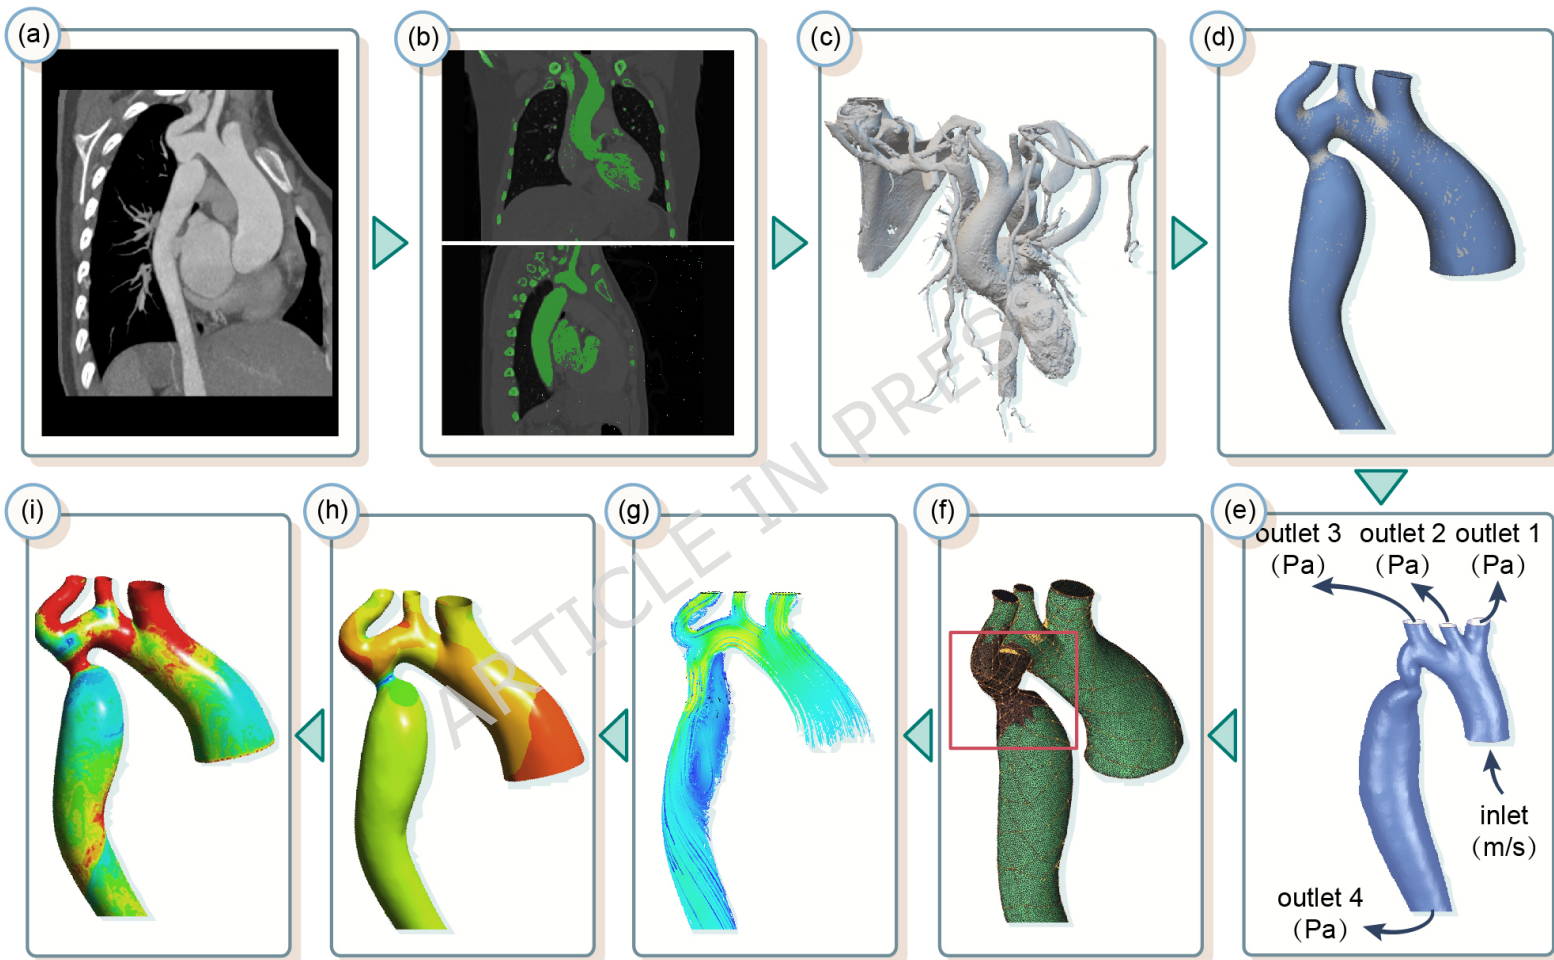 (a)
(b)
(c)
(d)
(i)
(h)
(g)
(f)
(e)
outlet 3
(Pa)
outlet 2
(Pa)
outlet 1
(Pa)
inlet
(m/s)
outlet 4
(Pa)
ARTICLE IN PRESS